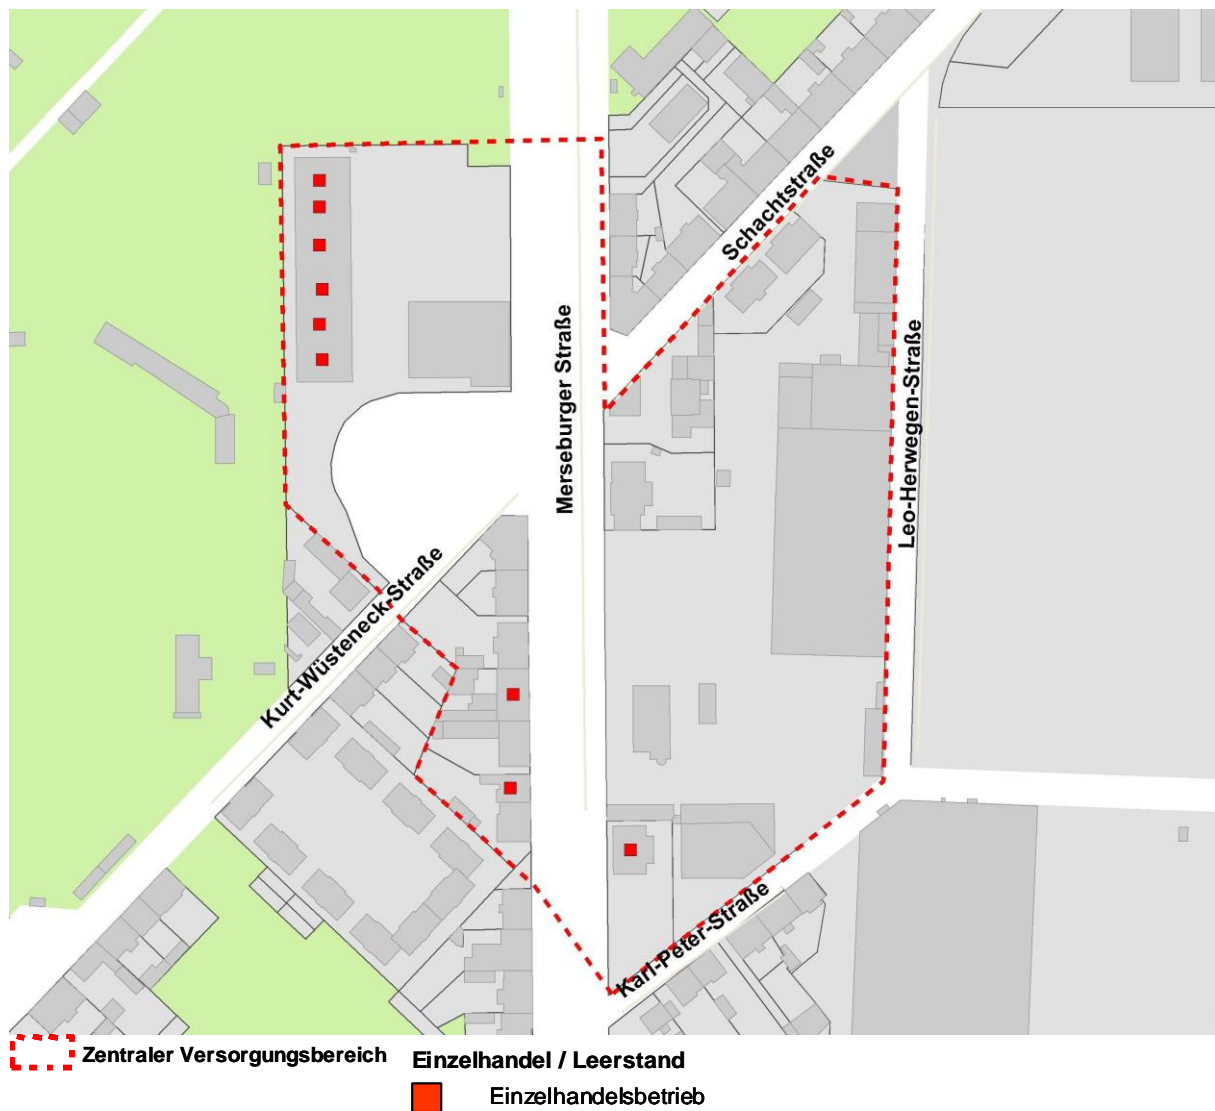 Schachtstraße
Merseburger Straße
Leo-Herwegen-Straße
Kurt-Wüsteneck-Straße
Karl-Peter-Straße
Zentraler Versorgungsbereich
Einzelhandel / Leerstand
Einzelhandelsbetrieb